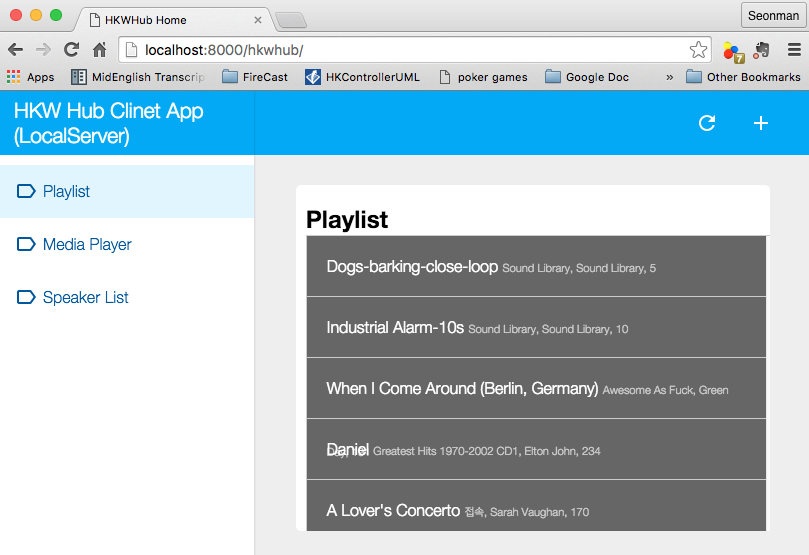 HKWHub Home
Seonman
localhost:8000/hkwhub/
7
Apps
MidEnglish Transcrip
FireCast
HKControllerUML
poker games
Google Doc
»
Other Bookmarks
HKW Hub Clinet App
(LocalServer)
Playlist
Media Player
Speaker List
Playlist
Dogs-barking-close-loop Sound Library, Sound Library, 5
Industrial Alarm-10s Sound Library, Sound Library, 10
When I Come Around (Berlin, Germany) Awesome As Fuck, Green
Daniel Greatest Hits 1970-2002 CD1, Elton John, 234
A Lover's Concerto 접속, Sarah Vaughan, 170